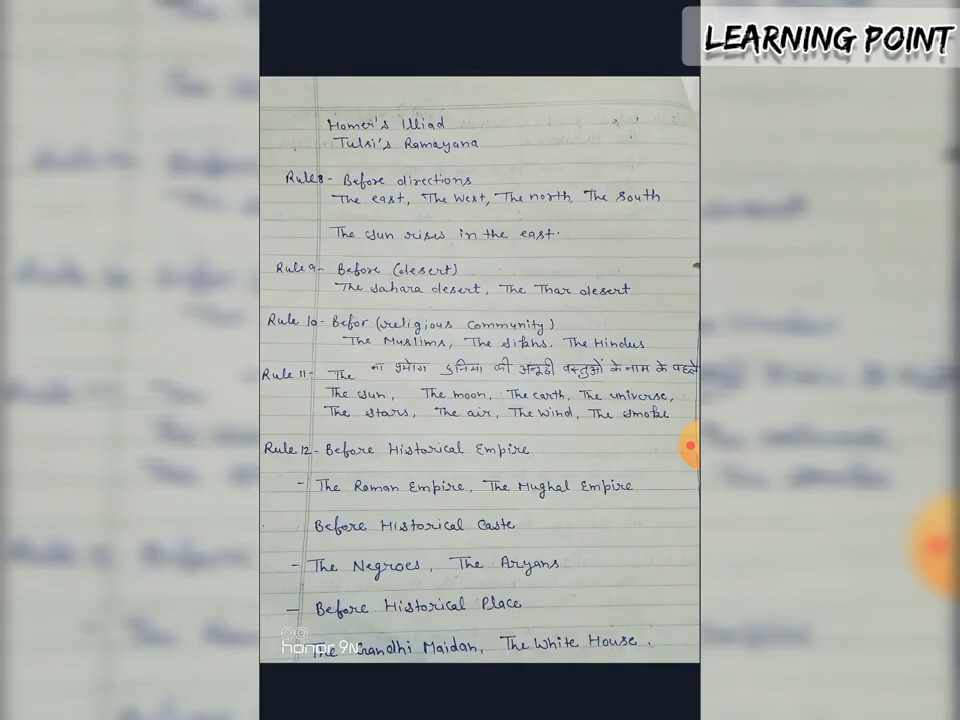 LEARNING POINT
Homer's Illiad
Tulsi's Ramayana
Rule 8- Before directions
The east, The West, The north, The south
The sun rises in the east.
Rule 9- Before (desert)
The sahara desert, The Thar desert
Rule 10- Befor (religious community)
The Muslims, The sikhs. The Hindus
Rule 11- The का प्रयोग दुनिया की अनूठी वस्तुओं के नाम के पहले
The sun, The moon, The earth, The universe,
The stars, The air, The wind, The smoke
Rule 12- Before Historical Empire
- The Roman Empire, The Mughal Empire
Before Historical Caste
- The Negroes, The Aryans
- Before Historical Place
The Gandhi Maidan, The White House.
honor 9N